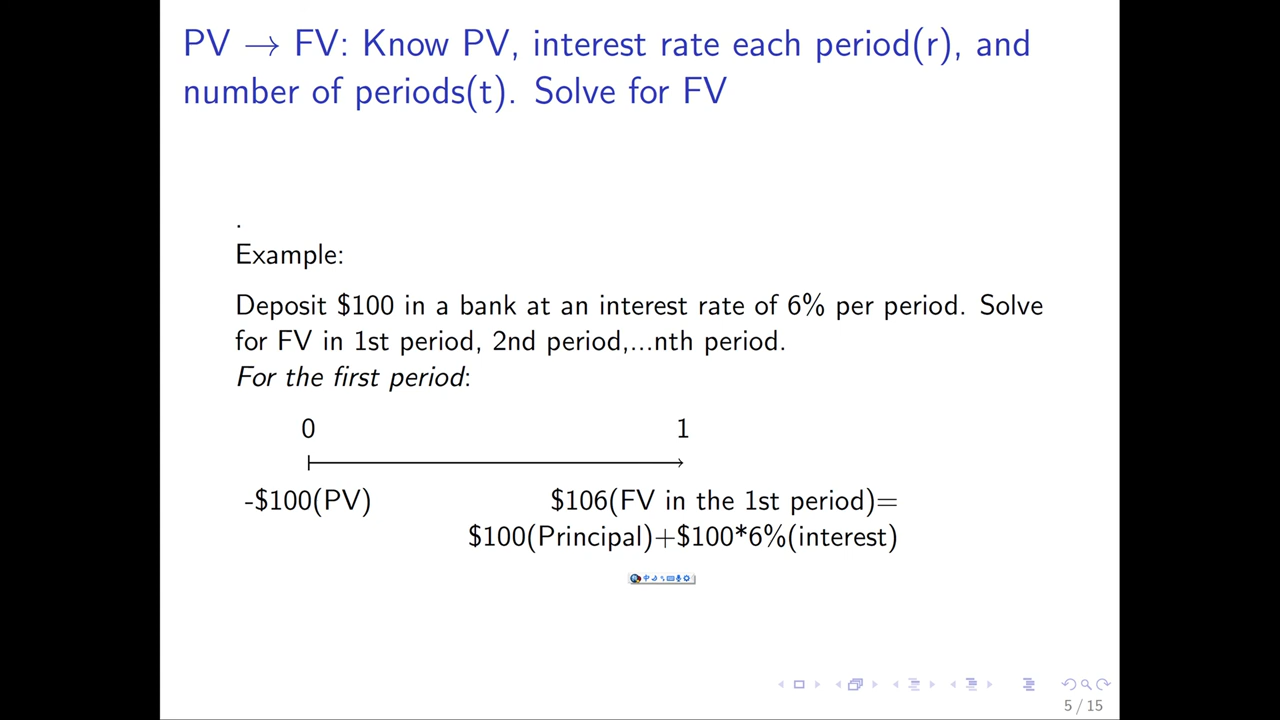 PV → FV: Know PV, interest rate each period(r), and
number of periods(t). Solve for FV
.
Example:
Deposit $100 in a bank at an interest rate of 6% per period. Solve
for FV in 1st period, 2nd period,...nth period.
For the first period:
0 1
-$100(PV) $106(FV in the 1st period)=
$100(Principal)+$100*6%(interest)
中
5 / 15